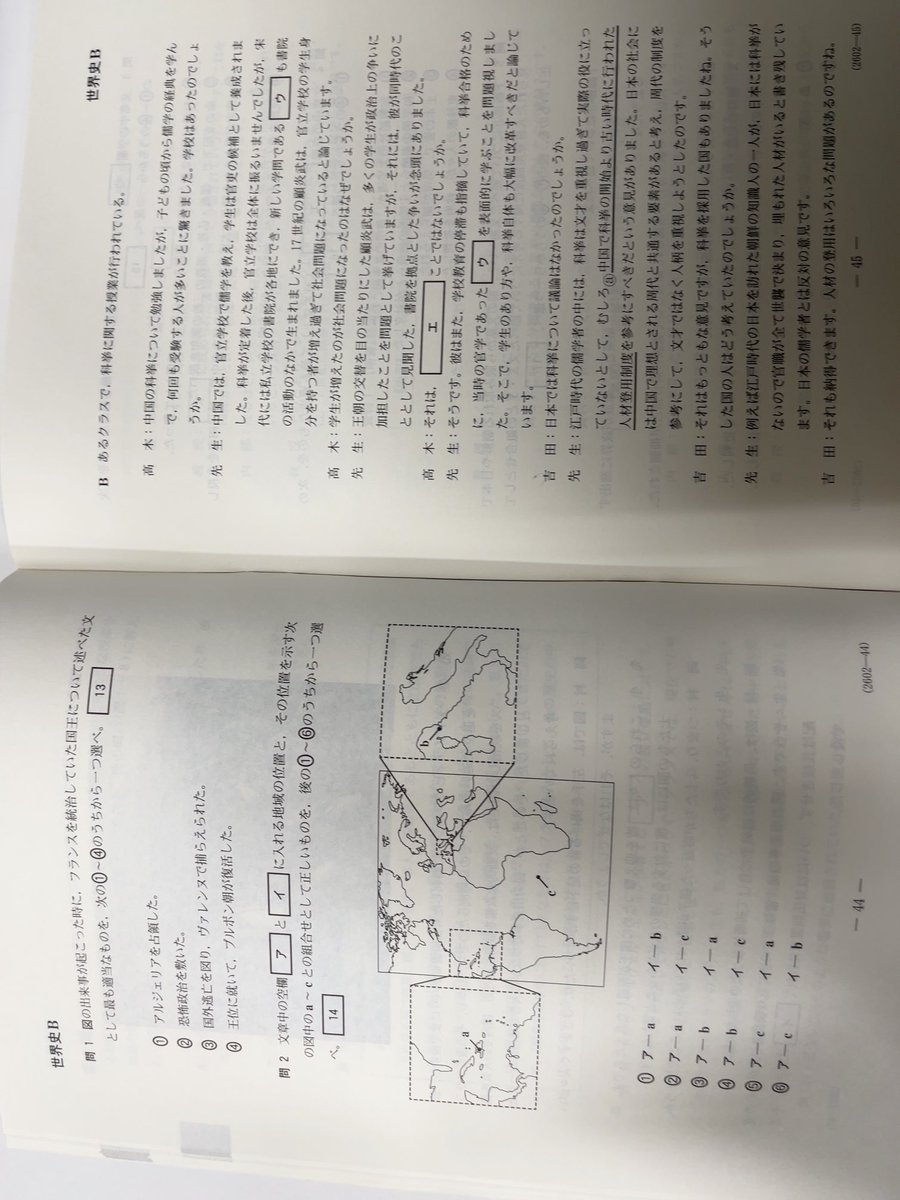 世界史B
問 1 図の出来事が起こった時に，フランスを統治していた国王について述べた文
として最も適当なものを，次の①～④のうちから一つ選べ。 13
① アルジェリアを占領した。
② 恐怖政治を敷いた。
③ 国外逃亡を図り，ヴァレンヌで捕らえられた。
④ 王位に就いて，ブルボン朝が復活した。
問 2 文章中の空欄 ア と イ に入れる地域の位置と，その位置を示す次
の図中のa～cとの組合せとして正しいものを，後の①～⑥のうちから一つ選
べ。 14
a
b
c
① ア―a イ―b
② ア―a イ―c
③ ア―b イ―a
④ ア―b イ―c
⑤ ア―c イ―a
⑥ ア―c イ―b
― 44 ―
(2602―44)
世界史B
B あるクラスで，科挙に関する授業が行われている。
髙 木：中国の科挙について勉強しましたが，子どもの頃から儒学の経典を学ん
で，何回も受験する人が多いことに驚きました。学校はあったのでしょ
うか。
先 生：中国では，官立学校で儒学を教え，学生は官吏の候補として養成されま
した。科挙が定着した後，官立学校は全体に振るいませんでしたが，宋
代には私立学校の書院が各地にでき，新しい学問である ウ も書院
の活動のなかで生まれました。17世紀の顧炎武は，官立学校の学生身
分を持つ者が増え過ぎて社会問題になっていると論じています。
髙 木：学生が増えたのが社会問題になったのはなぜでしょうか。
先 生：王朝の交替を目の当たりにした顧炎武は，多くの学生が政治上の争いに
加担したことを問題として挙げていますが，それには，彼が同時代のこ
ととして見聞した，書院を拠点とした争いが念頭にありました。
髙 木：それは， エ ことではないでしょうか。
先 生：そうです。彼はまた，学校教育の停滞も指摘していて，科挙合格のため
に，当時の官学であった ウ を表面的に学ぶことを問題視しまし
た。そこで，学生のあり方や，科挙自体も大幅に改革すべきだと論じて
います。
吉 田：日本では科挙について議論はなかったのでしょうか。
先 生：江戸時代の儒学者の中には，科挙は文才を重視し過ぎて実際の役に立っ
ていないとして，むしろⓐ中国で科挙の開始より古い時代に行われた
人材登用制度を参考にすべきだという意見がありました。日本の社会に
は中国で理想とされる周代と共通する要素があると考え，周代の制度を
参考にして，文才ではなく人柄を重視しようとしたのです。
吉 田：それはもっともな意見ですが，科挙を採用した国もありましたね。そう
した国の人はどう考えていたのでしょうか。
先 生：例えば江戸時代の日本を訪れた朝鮮の知識人の一人が，日本には科挙が
ないので官職が全て世襲で決まり，埋もれた人材がいると書き残してい
ます。日本の儒学者とは反対の意見です。
吉 田：それも納得できます。人材の登用にはいろいろな問題があるのですね。
― 45 ―
(2602―45)